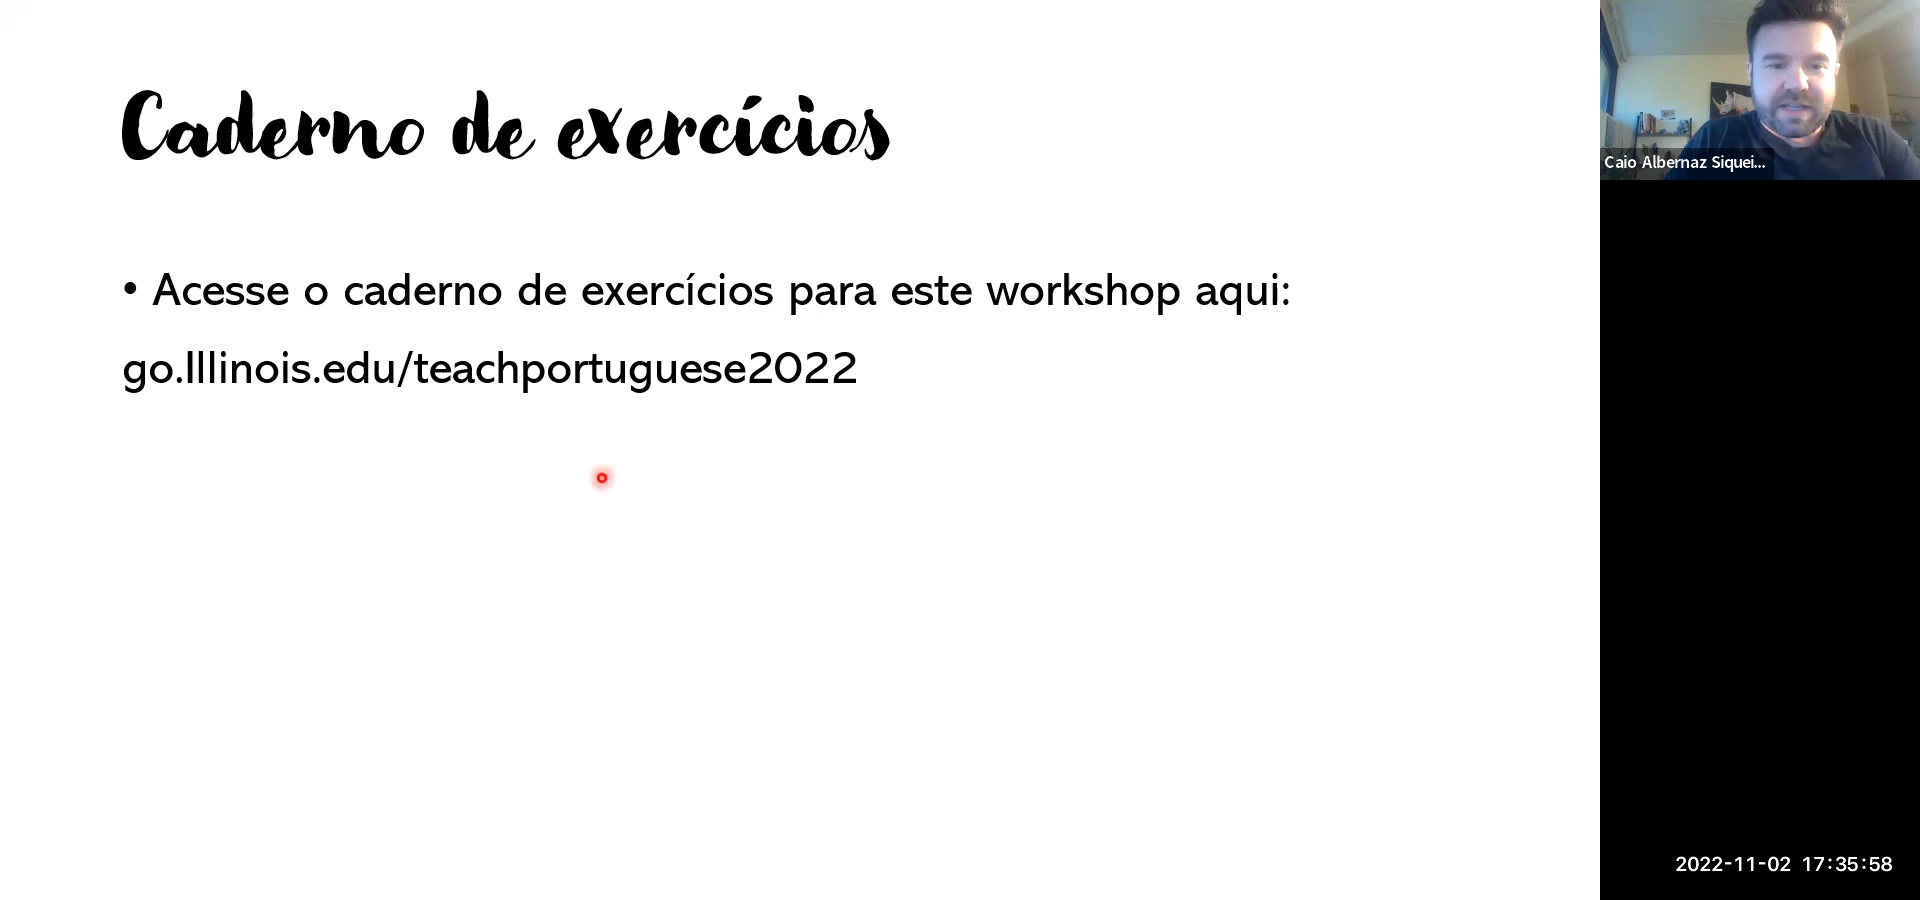 Caderno de exercícios
• Acesse o caderno de exercícios para este workshop aqui:
go.Illinois.edu/teachportuguese2022
Caio Albernaz Siquei...
2022-11-02 17:35:58